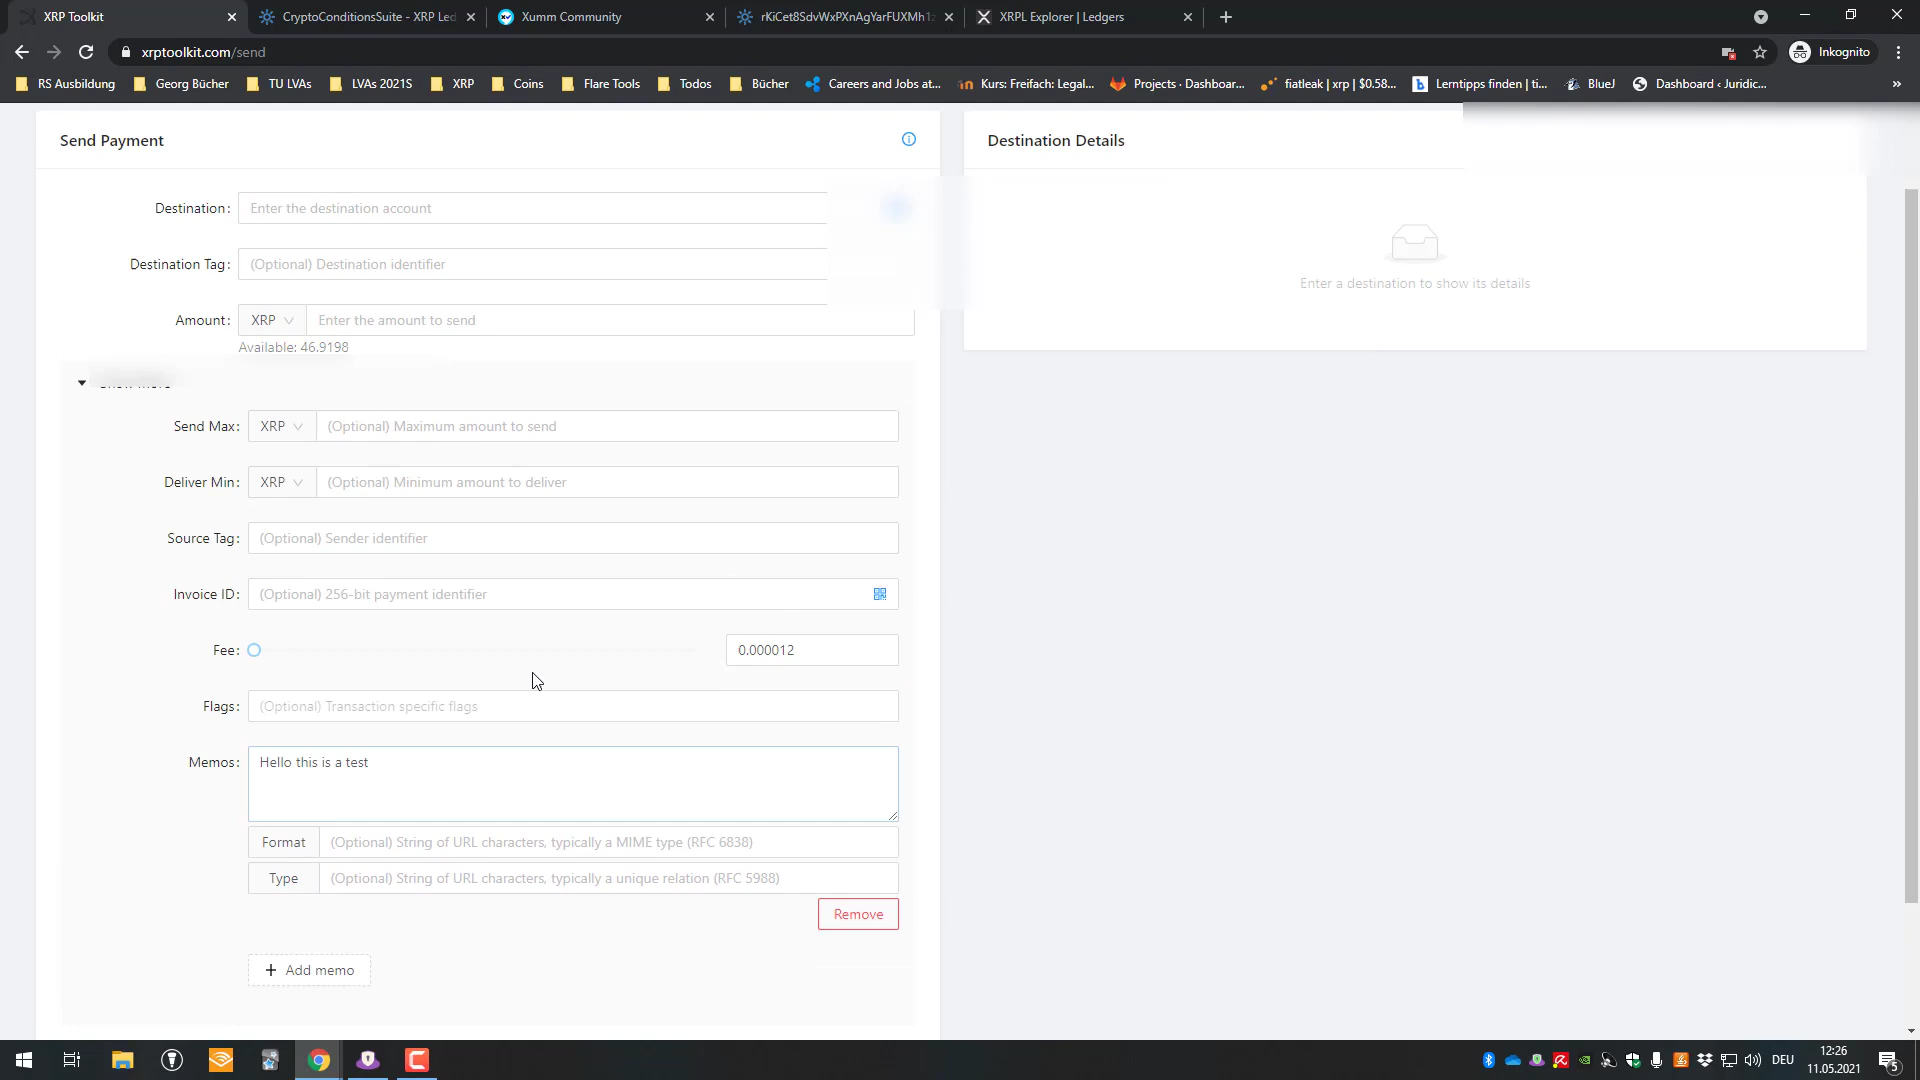 XRP Toolkit
CryptoConditionsSuite - XRP Led
Xumm Community
rKiCet8SdvWxPXnAgYarFUXMh1z
XRPL Explorer | Ledgers
xrptoolkit.com/send
Inkognito
RS Ausbildung
Georg Bücher
TU LVAs
LVAs 2021S
XRP
Coins
Flare Tools
Todos
Bücher
Careers and Jobs at...
Kurs: Freifach: Legal...
Projects · Dashboar...
fiatleak | xrp | $0.58...
Lerntipps finden | ti...
BlueJ
Dashboard ‹ Juridic...
»
Send Payment
Destination Details
Destination:
Enter the destination account
Destination Tag:
(Optional) Destination identifier
Enter a destination to show its details
Amount:
XRP
Enter the amount to send
Available: 46.9198
Send Max:
XRP
(Optional) Maximum amount to send
Deliver Min:
XRP
(Optional) Minimum amount to deliver
Source Tag:
(Optional) Sender identifier
Invoice ID:
(Optional) 256-bit payment identifier
Fee:
0.000012
Flags:
(Optional) Transaction specific flags
Memos:
Hello this is a test
Format
(Optional) String of URL characters, typically a MIME type (RFC 6838)
Type
(Optional) String of URL characters, typically a unique relation (RFC 5988)
Remove
+ Add memo
DEU
12:26
11.05.2021
5